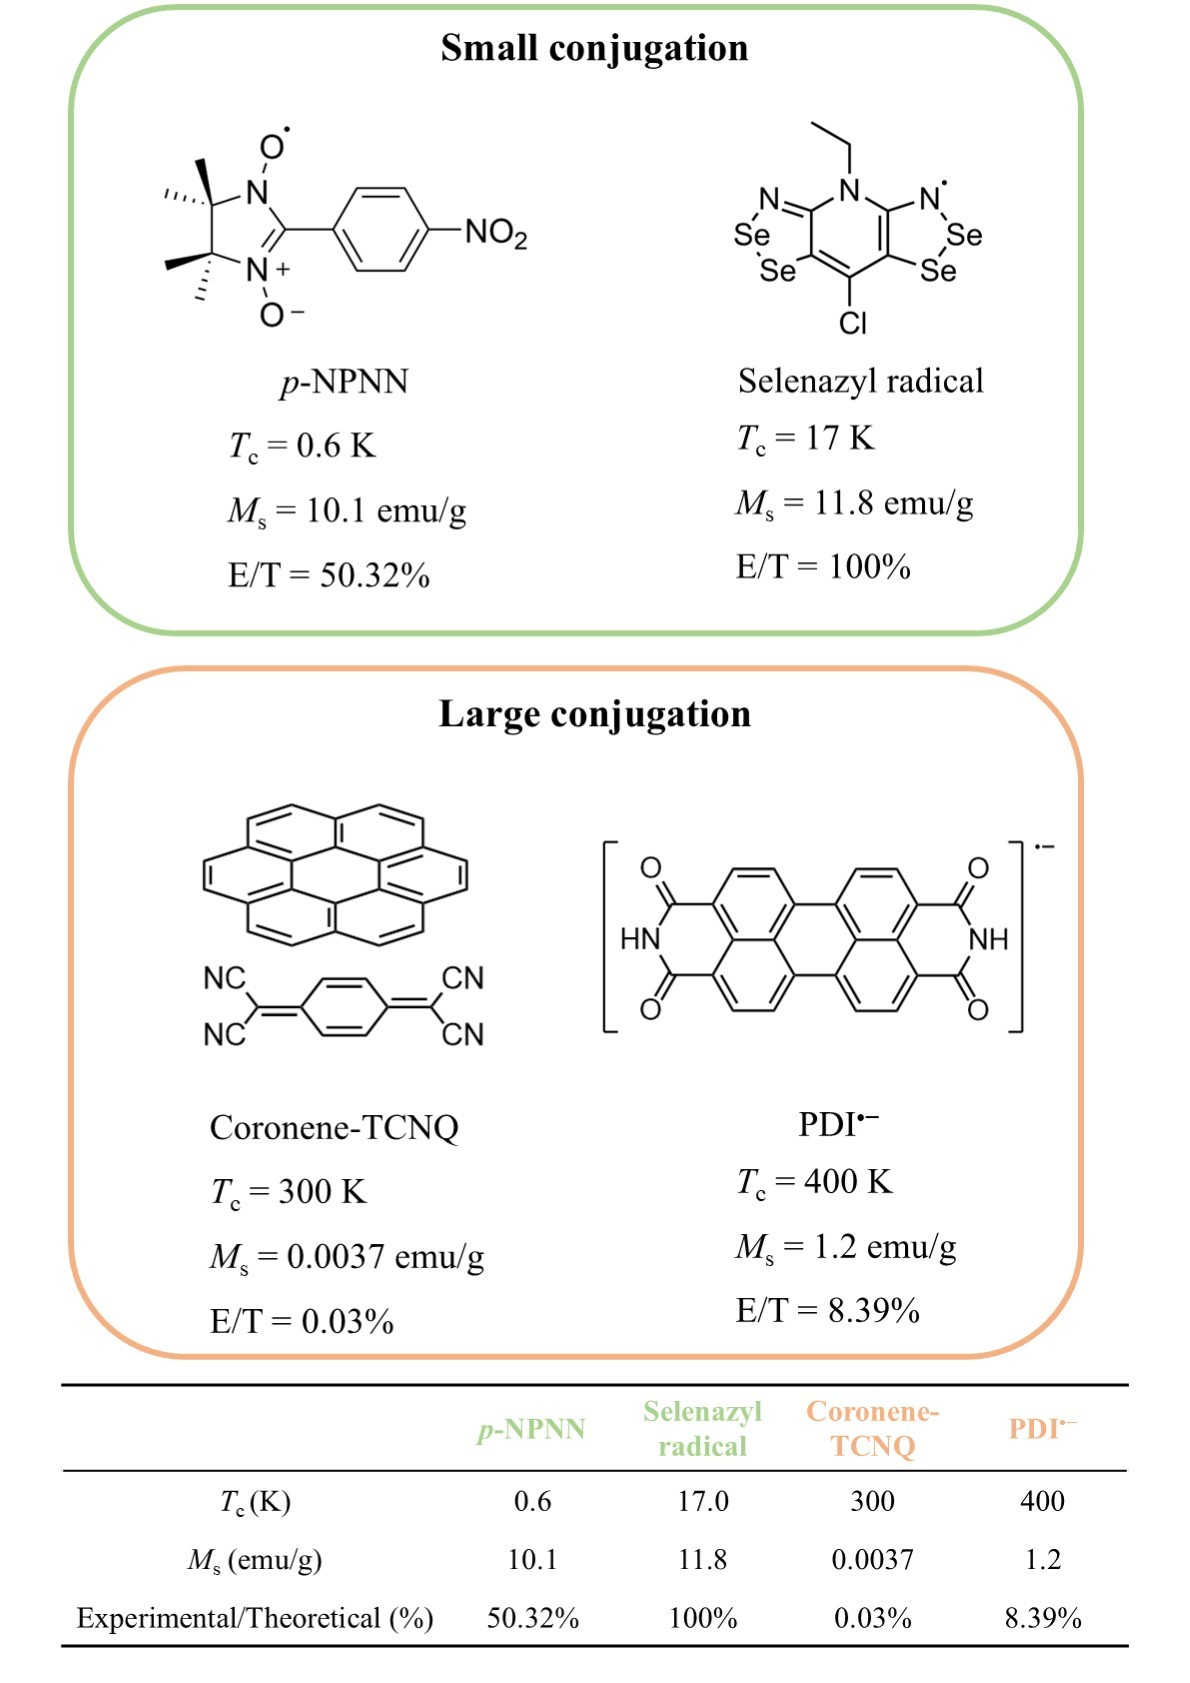 Small conjugation
O•
N
N+
O−
NO2
N
N
N•
Se
Se
Se
Se
Cl
p-NPNN
Tc = 0.6 K
Ms = 10.1 emu/g
E/T = 50.32%
Selenazyl radical
Tc = 17 K
Ms = 11.8 emu/g
E/T = 100%
Large conjugation
NC
CN
NC
CN
O
O
HN
NH
O
O
•−
Coronene-TCNQ
Tc = 300 K
Ms = 0.0037 emu/g
E/T = 0.03%
PDI•−
Tc = 400 K
Ms = 1.2 emu/g
E/T = 8.39%
p-NPNN Selenazyl radical Coronene-TCNQ PDI•−
Tc (K) 0.6 17.0 300 400
Ms (emu/g) 10.1 11.8 0.0037 1.2
Experimental/Theoretical (%) 50.32% 100% 0.03% 8.39%